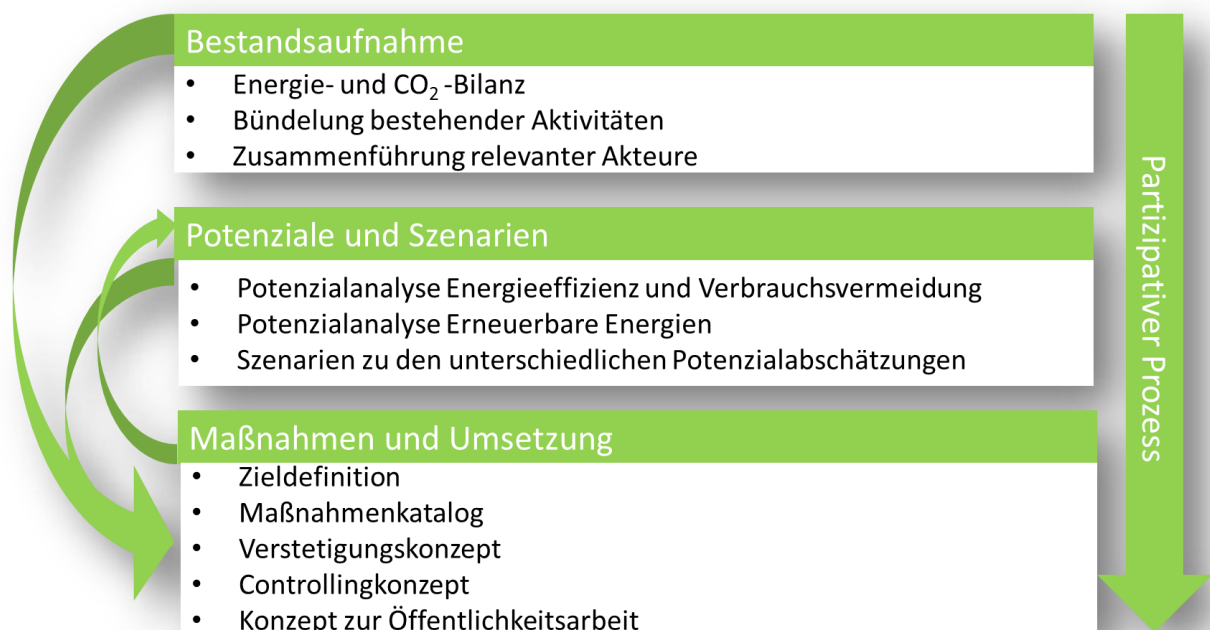 Bestandsaufnahme
• Energie- und CO₂ -Bilanz
• Bündelung bestehender Aktivitäten
• Zusammenführung relevanter Akteure
Potenziale und Szenarien
• Potenzialanalyse Energieeffizienz und Verbrauchsvermeidung
• Potenzialanalyse Erneuerbare Energien
• Szenarien zu den unterschiedlichen Potenzialabschätzungen
Maßnahmen und Umsetzung
• Zieldefinition
• Maßnahmenkatalog
• Verstetigungskonzept
• Controllingkonzept
• Konzept zur Öffentlichkeitsarbeit
Partizipativer Prozess